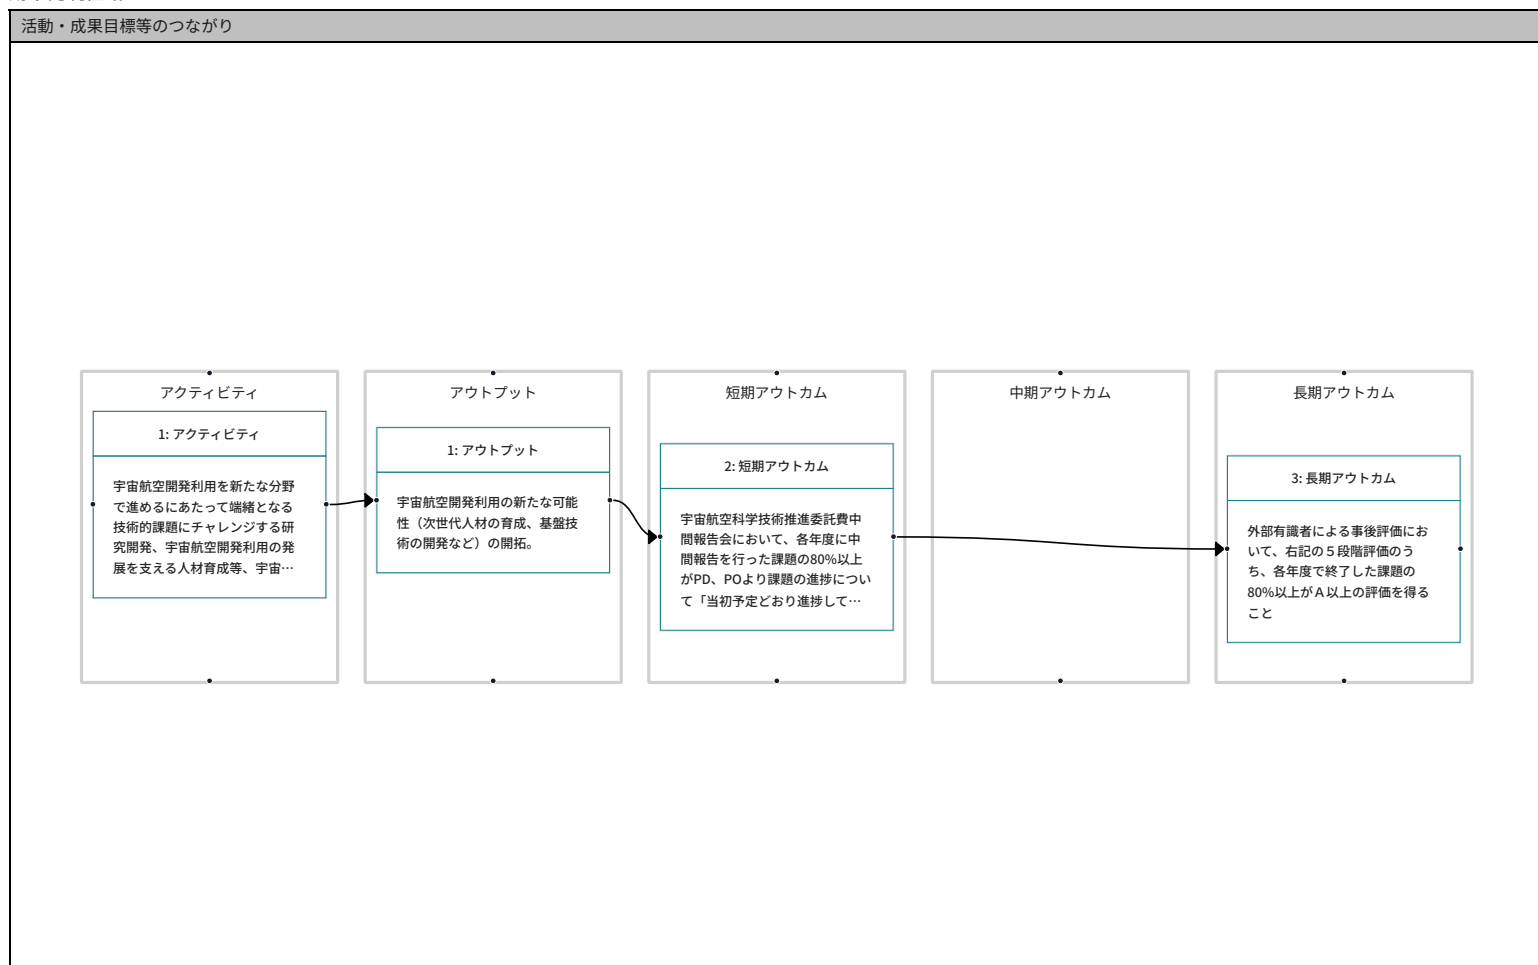 活動・成果目標等のつながり
アクティビティ
1: アクティビティ
宇宙航空開発利用を新たな分野
で進めるにあたって端緒となる
技術的課題にチャレンジする研
究開発、宇宙航空開発利用の発
展を支える人材育成等、宇宙…
アウトプット
1: アウトプット
宇宙航空開発利用の新たな可能
性（次世代人材の育成、基盤技
術の開発など）の開拓。
短期アウトカム
2: 短期アウトカム
宇宙航空科学技術推進委託費中
間報告会において、各年度に中
間報告を行った課題の80%以上
がPD、POより課題の進捗につい
て「当初予定どおり進捗して…
中期アウトカム
長期アウトカム
3: 長期アウトカム
外部有識者による事後評価にお
いて、右記の５段階評価のう
ち、各年度で終了した課題の
80%以上がＡ以上の評価を得る
こと